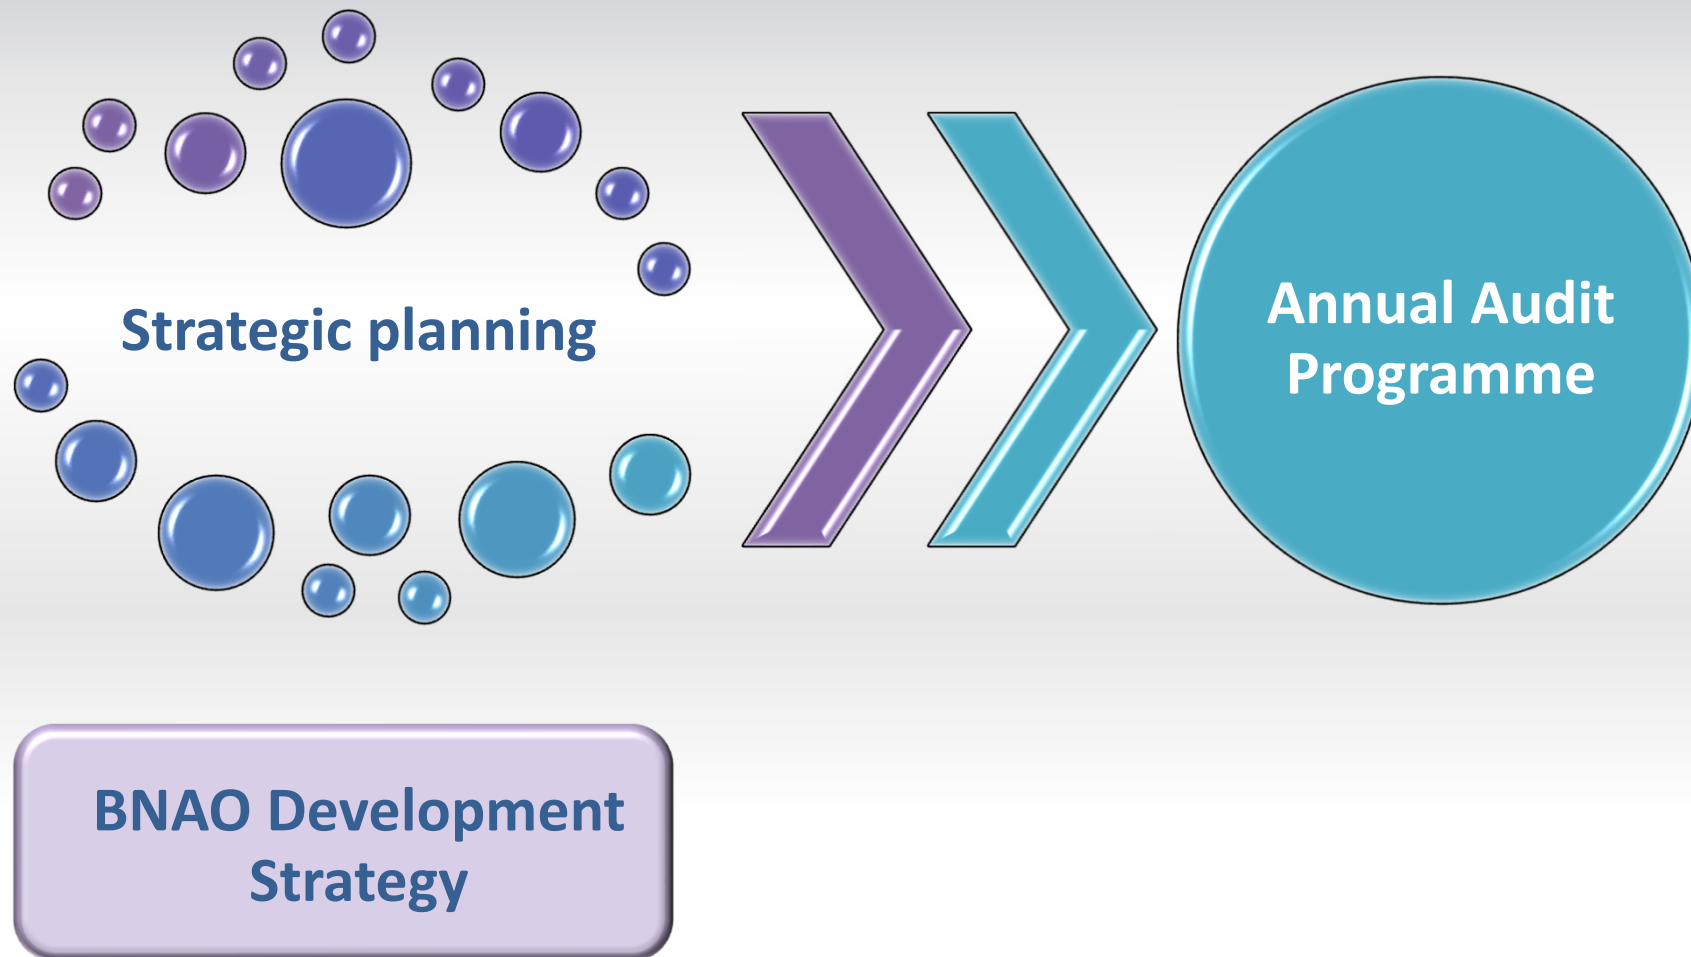 Strategic planning
Annual Audit
Programme
BNAO Development
Strategy